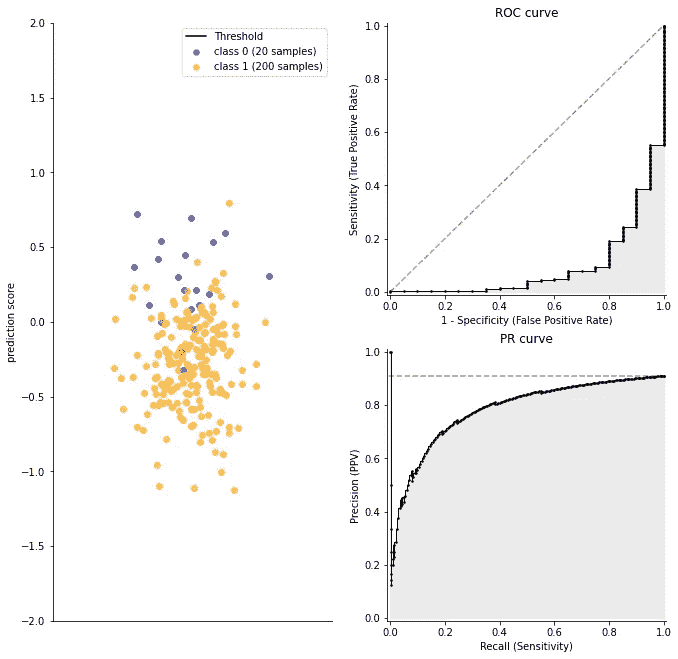 Threshold
class 0 (20 samples)
class 1 (200 samples)
prediction score
2.0
1.5
1.0
0.5
0.0
−0.5
−1.0
−1.5
−2.0
ROC curve
Sensitivity (True Positive Rate)
1.0
0.8
0.6
0.4
0.2
0.0
0.0 0.2 0.4 0.6 0.8 1.0
1 - Specificity (False Positive Rate)
PR curve
Precision (PPV)
1.0
0.8
0.6
0.4
0.2
0.0
0.0 0.2 0.4 0.6 0.8 1.0
Recall (Sensitivity)